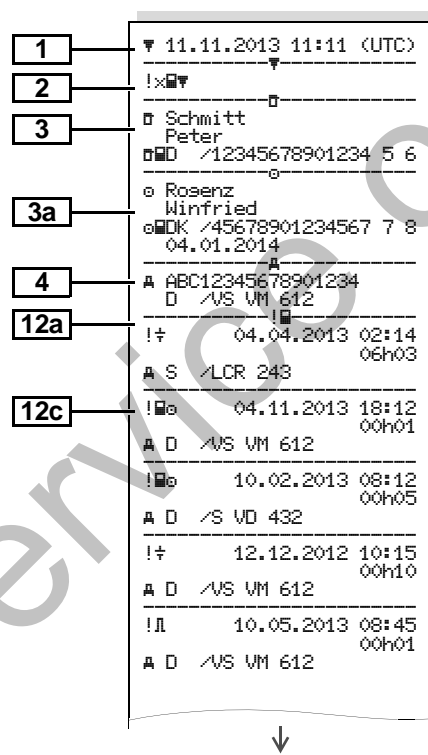 1
▼ 11.11.2013 11:11 (UTC)
2
!×▼
3
Schmitt
Peter
D /12345678901234 5 6
3a
Rogenz
Winfried
DK /45678901234567 7 8
04.01.2014
4
ABC12345678901234
D /VS VM 612
12a
!
! 04.04.2013 02:14
06h03
S /LCR 243
12c
! 04.11.2013 18:12
00h01
D /VS VM 612
! 10.02.2013 08:12
00h05
D /S VD 432
! 12.12.2012 10:15
00h10
D /VS VM 612
! 10.05.2013 08:45
00h01
D /VS VM 612
ervice o